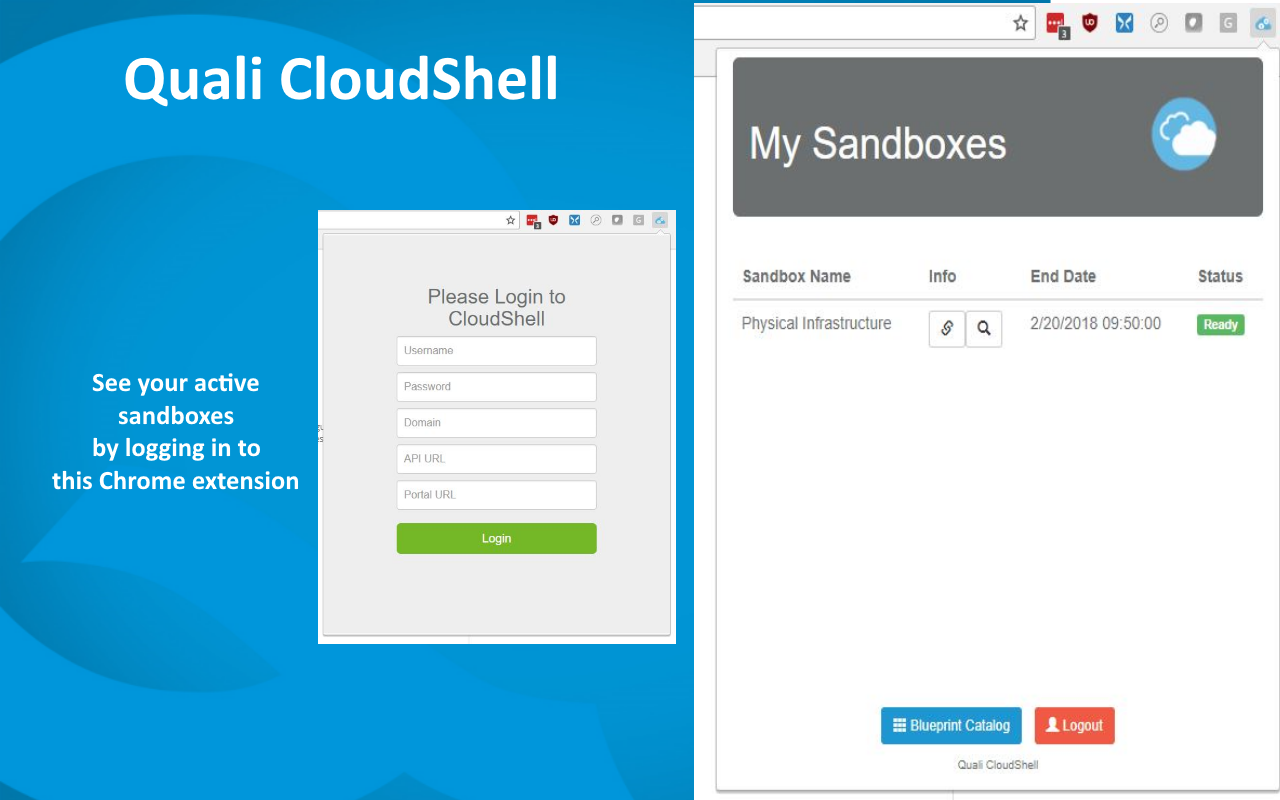 Quali CloudShell
See your active
sandboxes
by logging in to
this Chrome extension
3
Please Login to
CloudShell
Username
Password
Domain
API URL
Portal URL
Login
3
G
My Sandboxes
Sandbox Name Info End Date Status
Physical Infrastructure 2/20/2018 09:50:00 Ready
Blueprint Catalog Logout
Quali CloudShell